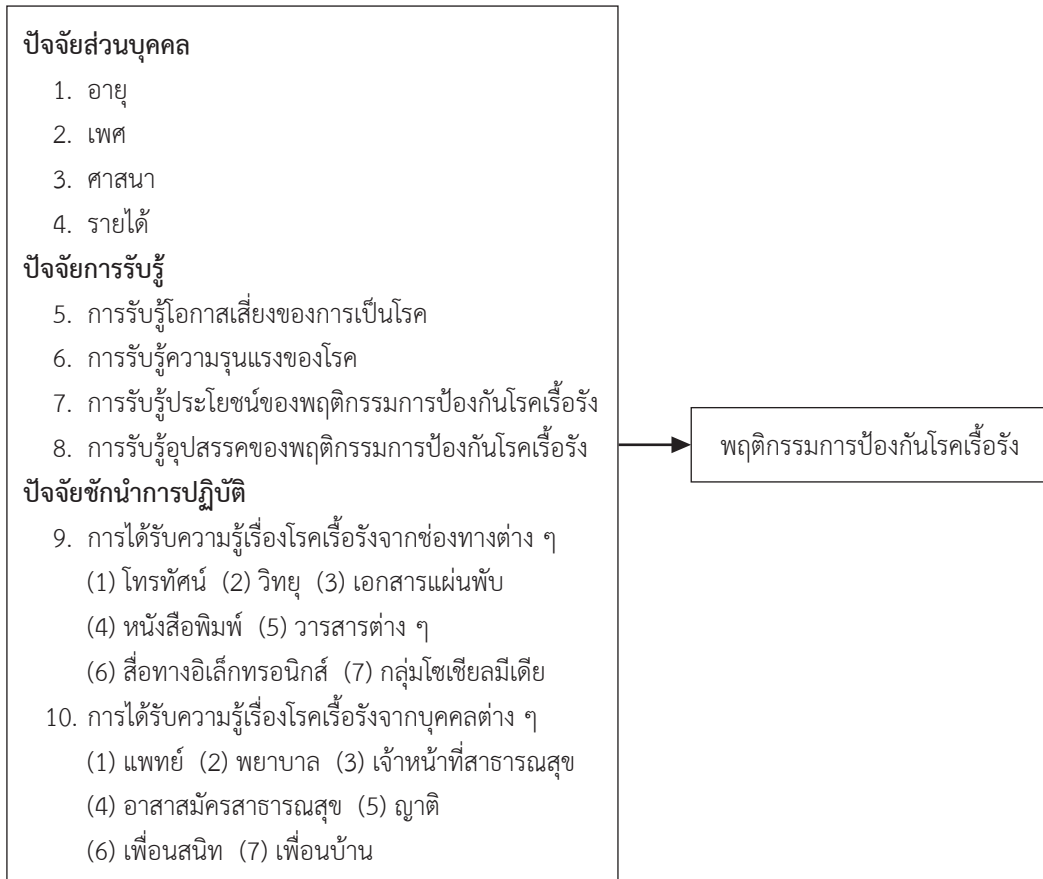 ปัจจัยส่วนบุคคล
1. อายุ
2. เพศ
3. ศาสนา
4. รายได้
ปัจจัยการรับรู้
5. การรับรู้โอกาสเสี่ยงของการเป็นโรค
6. การรับรู้ความรุนแรงของโรค
7. การรับรู้ประโยชน์ของพฤติกรรมการป้องกันโรคเรื้อรัง
8. การรับรู้อุปสรรคของพฤติกรรมการป้องกันโรคเรื้อรัง
ปัจจัยชักนำการปฏิบัติ
9. การได้รับความรู้เรื่องโรคเรื้อรังจากช่องทางต่าง ๆ
(1) โทรทัศน์ (2) วิทยุ (3) เอกสารแผ่นพับ
(4) หนังสือพิมพ์ (5) วารสารต่าง ๆ
(6) สื่อทางอิเล็กทรอนิกส์ (7) กลุ่มโซเชียลมีเดีย
10. การได้รับความรู้เรื่องโรคเรื้อรังจากบุคคลต่าง ๆ
(1) แพทย์ (2) พยาบาล (3) เจ้าหน้าที่สาธารณสุข
(4) อาสาสมัครสาธารณสุข (5) ญาติ
(6) เพื่อนสนิท (7) เพื่อนบ้าน
พฤติกรรมการป้องกันโรคเรื้อรัง